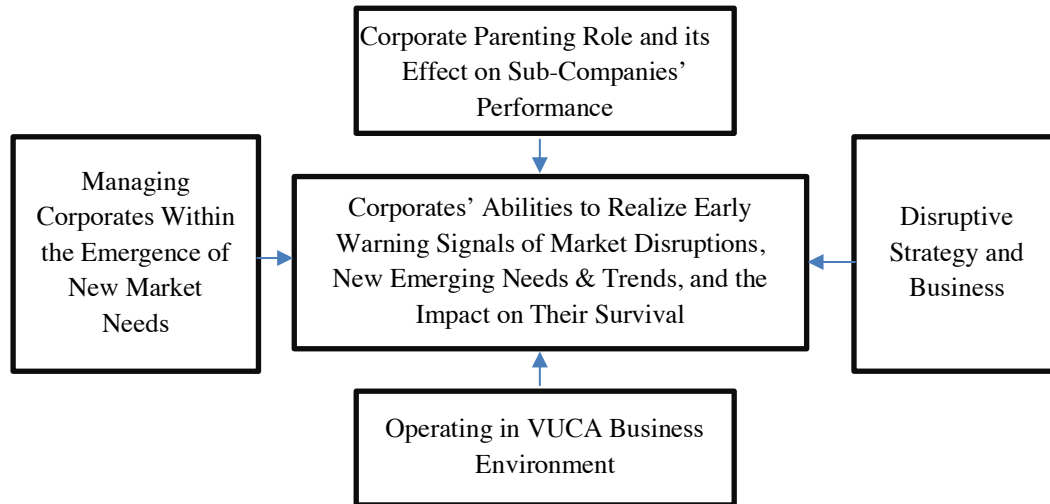 Corporate Parenting Role and its
Effect on Sub-Companies’
Performance
Managing
Corporates Within
the Emergence of
New Market
Needs
Corporates’ Abilities to Realize Early
Warning Signals of Market Disruptions,
New Emerging Needs & Trends, and the
Impact on Their Survival
Disruptive
Strategy and
Business
Operating in VUCA Business
Environment